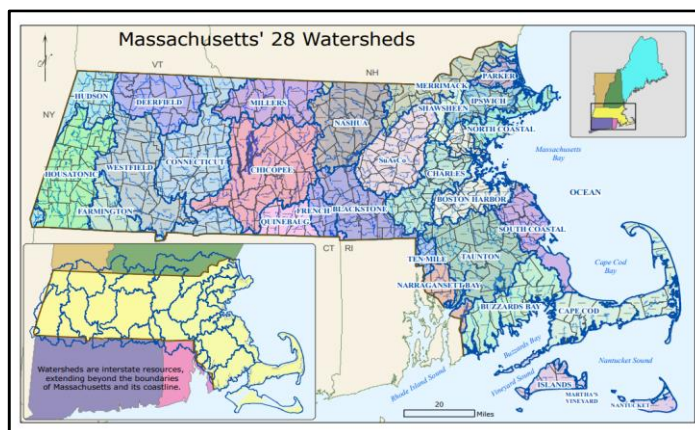 Massachusetts' 28 Watersheds
VT
NH
NY
HUDSON
DEERFIELD
MILLERS
NASHUA
MERRIMACK
PARKER
IPSWICH
SHAWSHEEN
NORTH COASTAL
Massachusetts
Bay
HOUSATONIC
WESTFIELD
CONNECTICUT
CHICOPEE
SuAsCo
CHARLES
OCEAN
BOSTON HARBOR
FARMINGTON
QUINEBAUG
FRENCH
BLACKSTONE
SOUTH COASTAL
CT
RI
TEN MILE
TAUNTON
Cape Cod
Bay
NARRAGANSETT BAY
BUZZARDS BAY
CAPE COD
Buzzards Bay
Nantucket Sound
Vineyard Sound
Rhode Island Sound
ISLANDS
MARTHA'S
VINEYARD
NANTUCKET
Watersheds are interstate resources,
extending beyond the boundaries
of Massachusetts and its coastline.
20
Miles